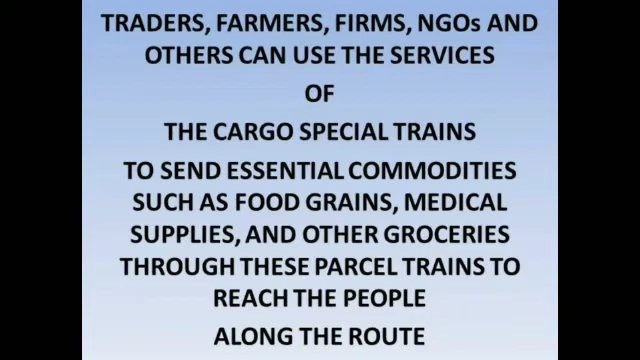 TRADERS, FARMERS, FIRMS, NGOs AND
OTHERS CAN USE THE SERVICES
OF
THE CARGO SPECIAL TRAINS
TO SEND ESSENTIAL COMMODITIES
SUCH AS FOOD GRAINS, MEDICAL
SUPPLIES, AND OTHER GROCERIES
THROUGH THESE PARCEL TRAINS TO
REACH THE PEOPLE
ALONG THE ROUTE